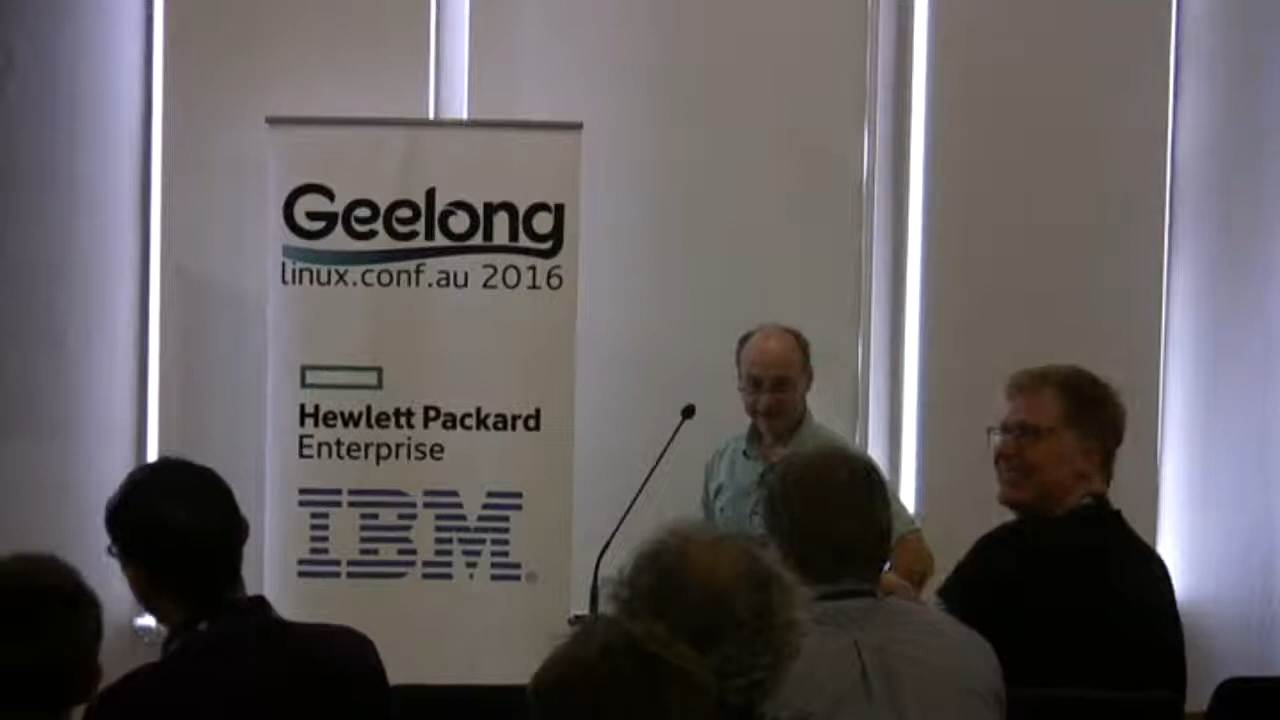 Geelong
linux.conf.au 2016
Hewlett Packard
Enterprise
IBM®